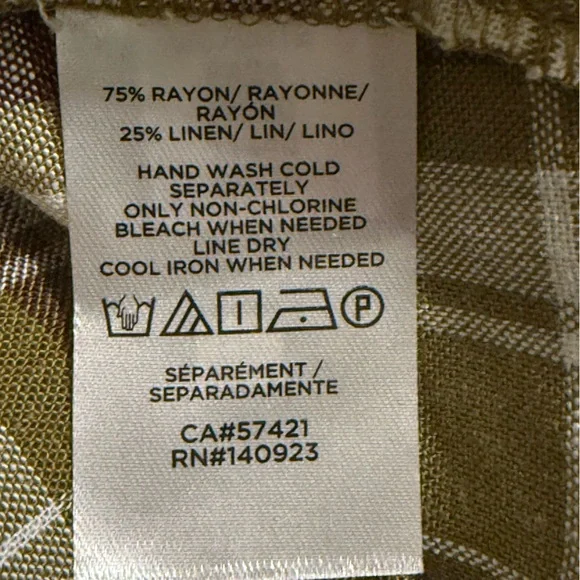 75% RAYON/ RAYONNE/
RAYÓN
25% LINEN/ LIN/ LINO
HAND WASH COLD
SEPARATELY
ONLY NON-CHLORINE
BLEACH WHEN NEEDED
LINE DRY
COOL IRON WHEN NEEDED
P
SÉPARÉMENT /
SEPARADAMENTE
CA#57421
RN#140923